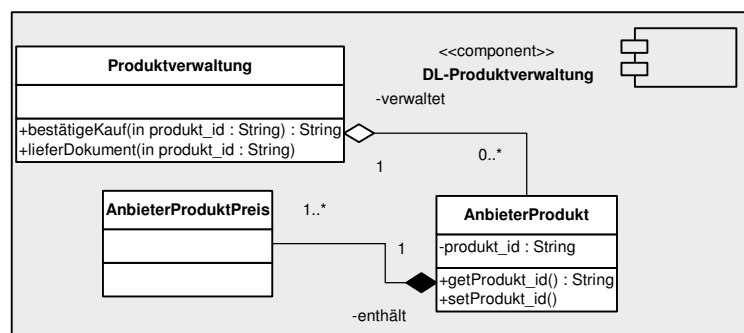 Produktverwaltung
+bestätigeKauf(in produkt_id : String) : String
+lieferDokument(in produkt_id : String)
<<component>>
DL-Produktverwaltung
-verwaltet
1
0..*
AnbieterProduktPreis
1..*
1
-enthält
AnbieterProdukt
-produkt_id : String
+getProdukt_id() : String
+setProdukt_id()